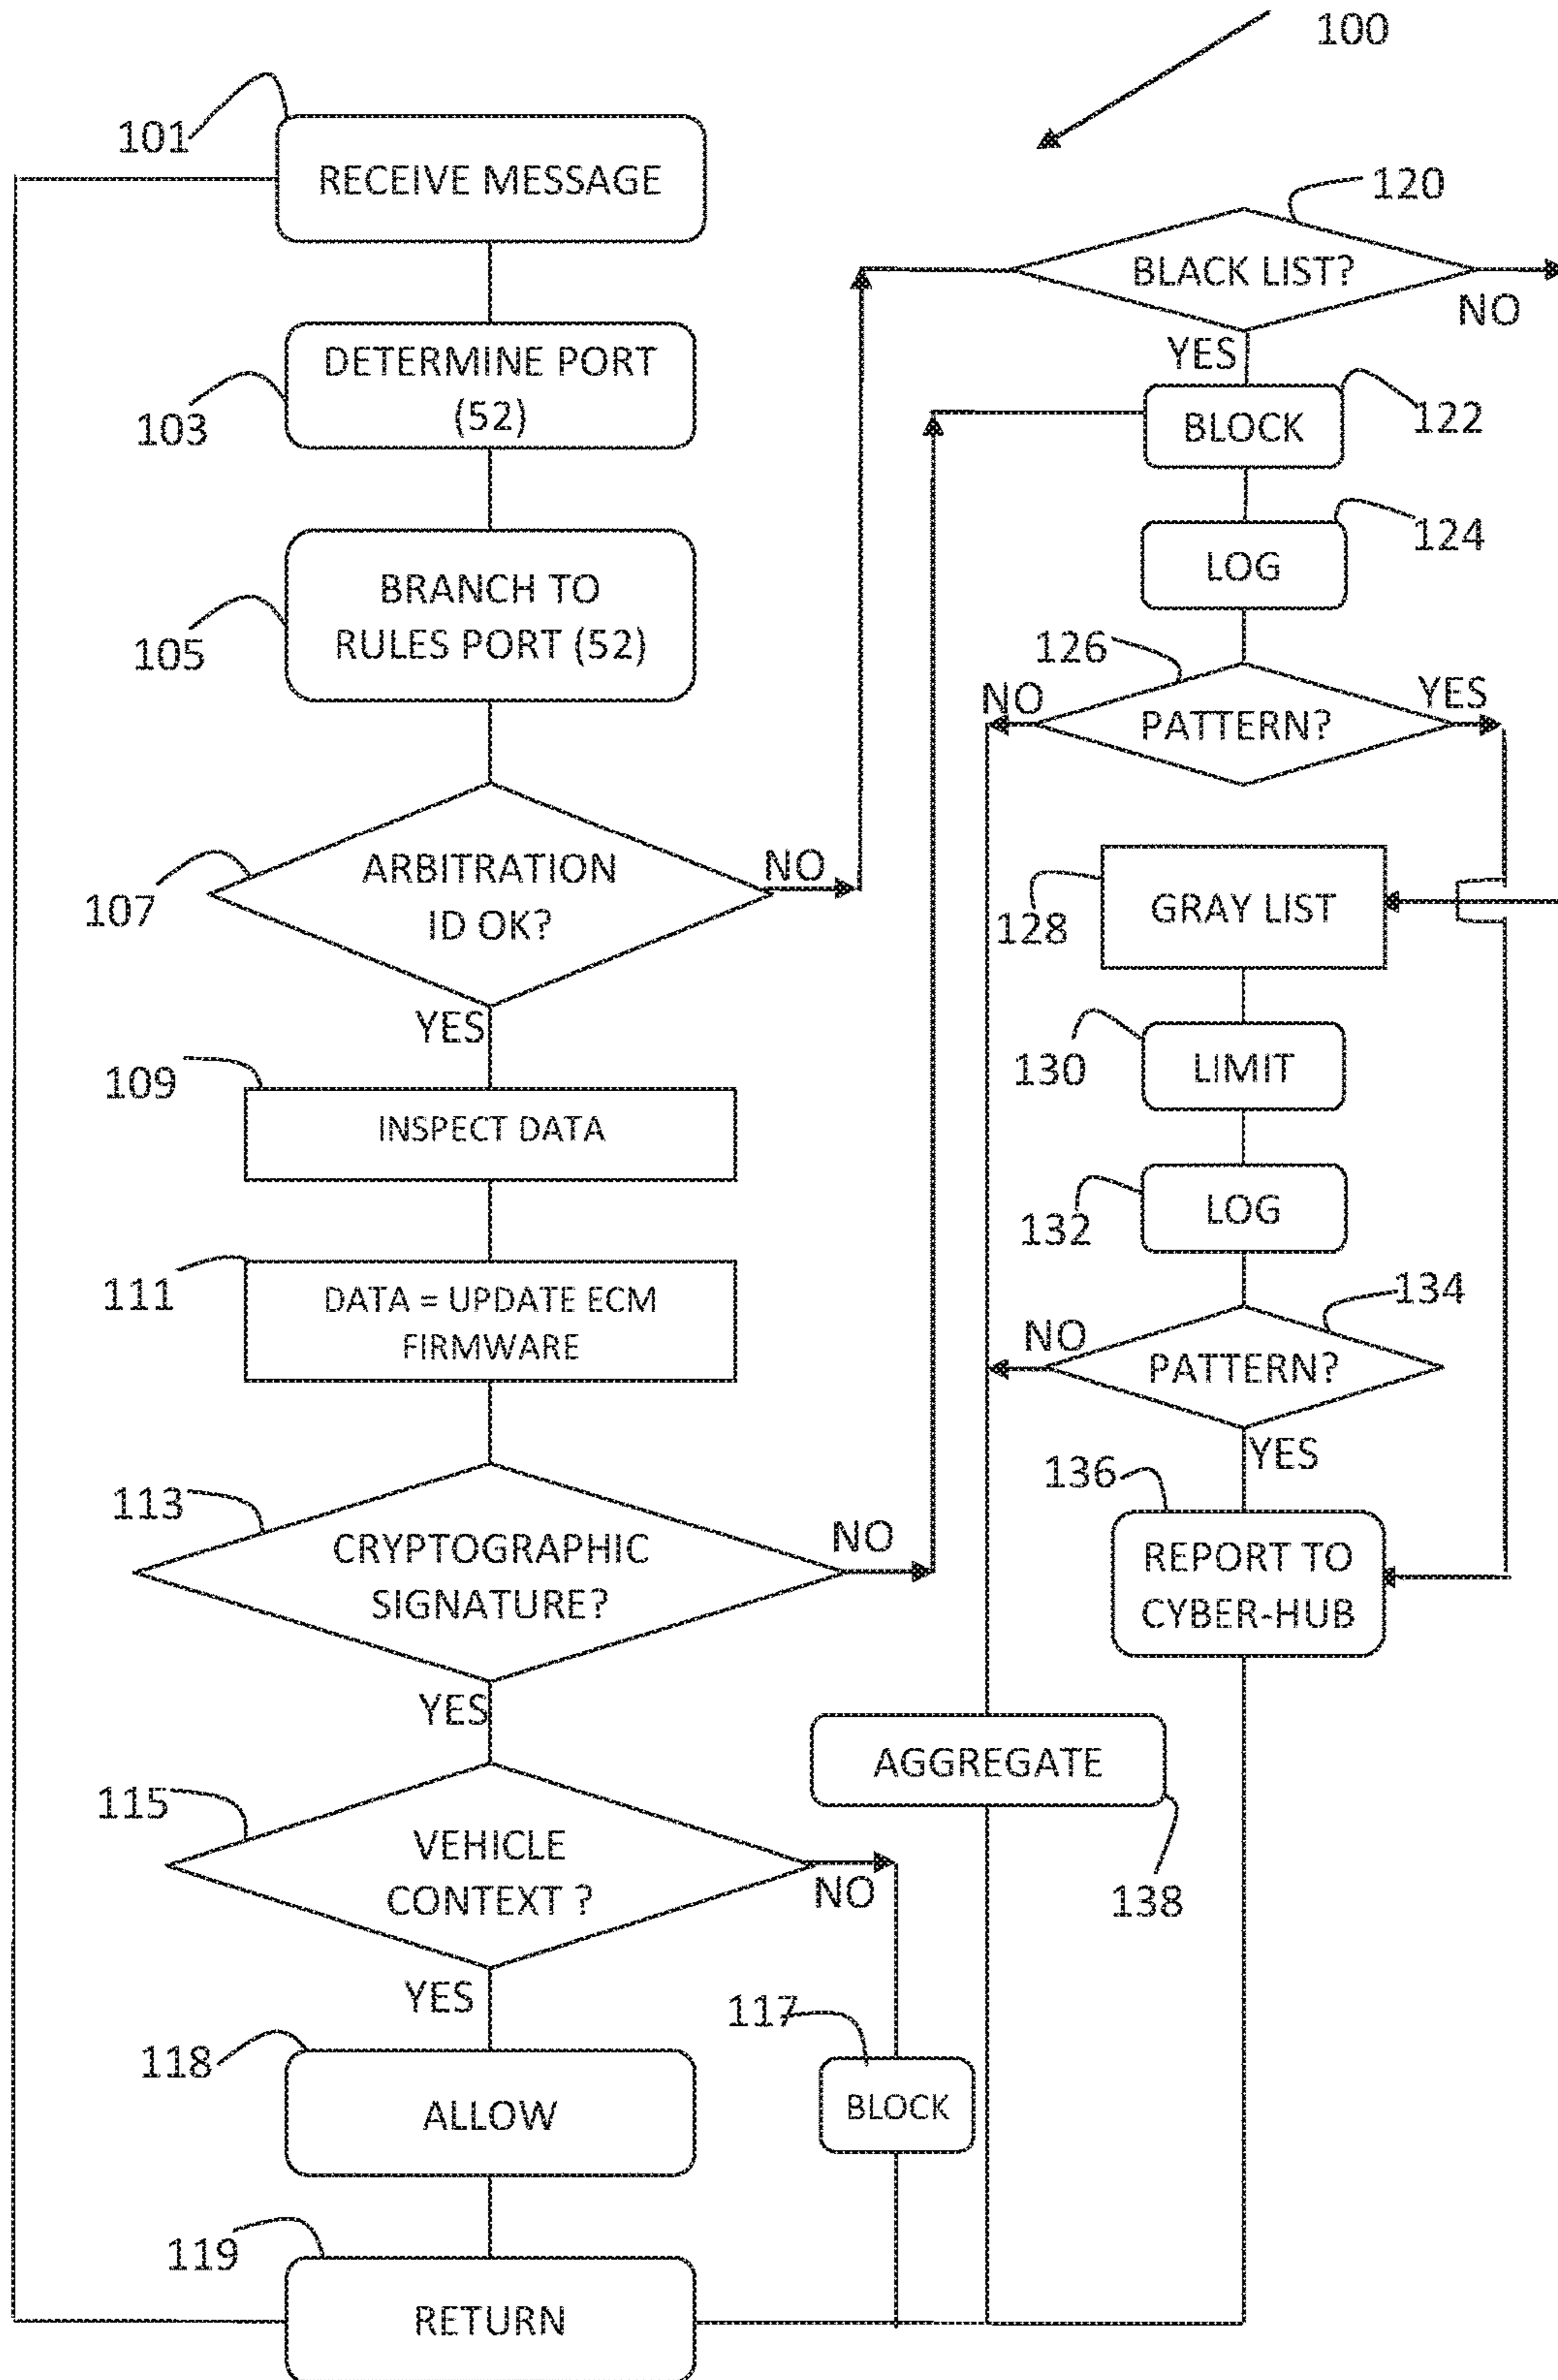 100
101
RECEIVE MESSAGE
120
BLACK LIST?
NO
YES
103
DETERMINE PORT
(52)
122
BLOCK
124
LOG
105
BRANCH TO
RULES PORT (52)
126
NO
YES
PATTERN?
107
ARBITRATION
ID OK?
NO
YES
128
GRAY LIST
130
LIMIT
109
INSPECT DATA
132
LOG
111
DATA = UPDATE ECM
FIRMWARE
134
NO
PATTERN?
YES
113
CRYPTOGRAPHIC
SIGNATURE?
NO
YES
136
REPORT TO
CYBER-HUB
AGGREGATE
138
115
VEHICLE
CONTEXT ?
NO
YES
117
BLOCK
118
ALLOW
119
RETURN